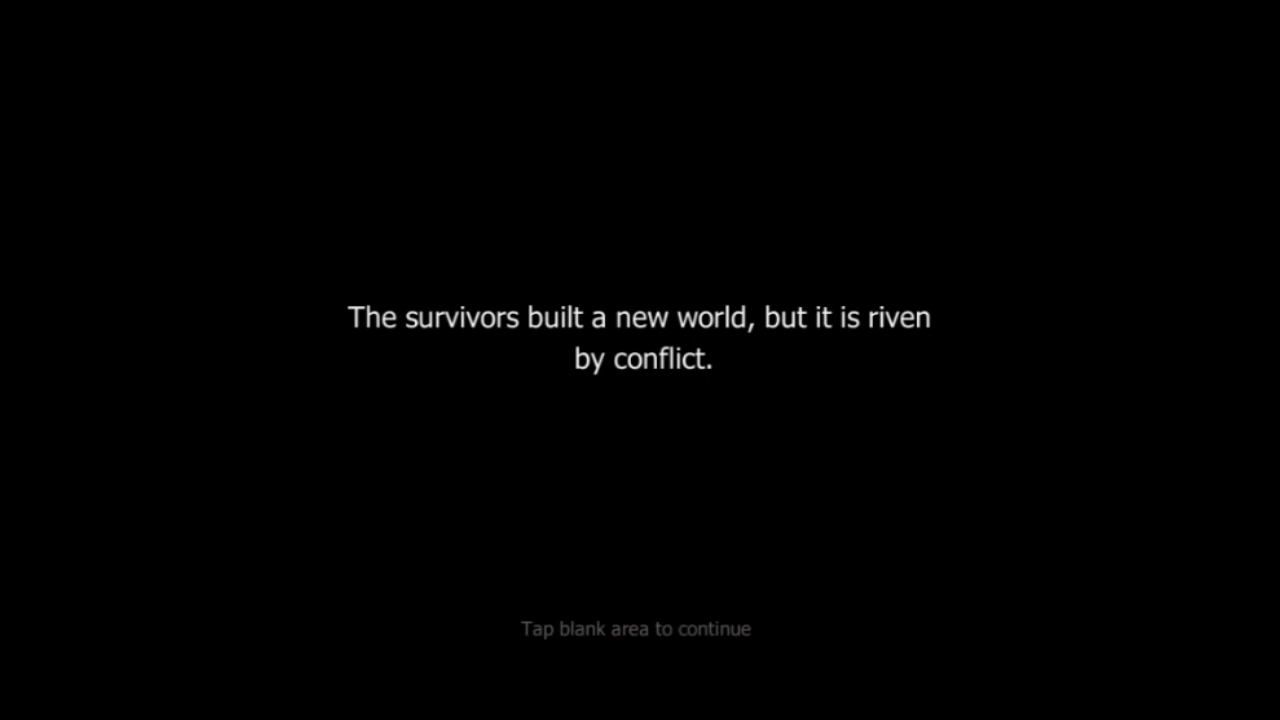 The survivors built a new world, but it is riven
by conflict.
Tap blank area to continue